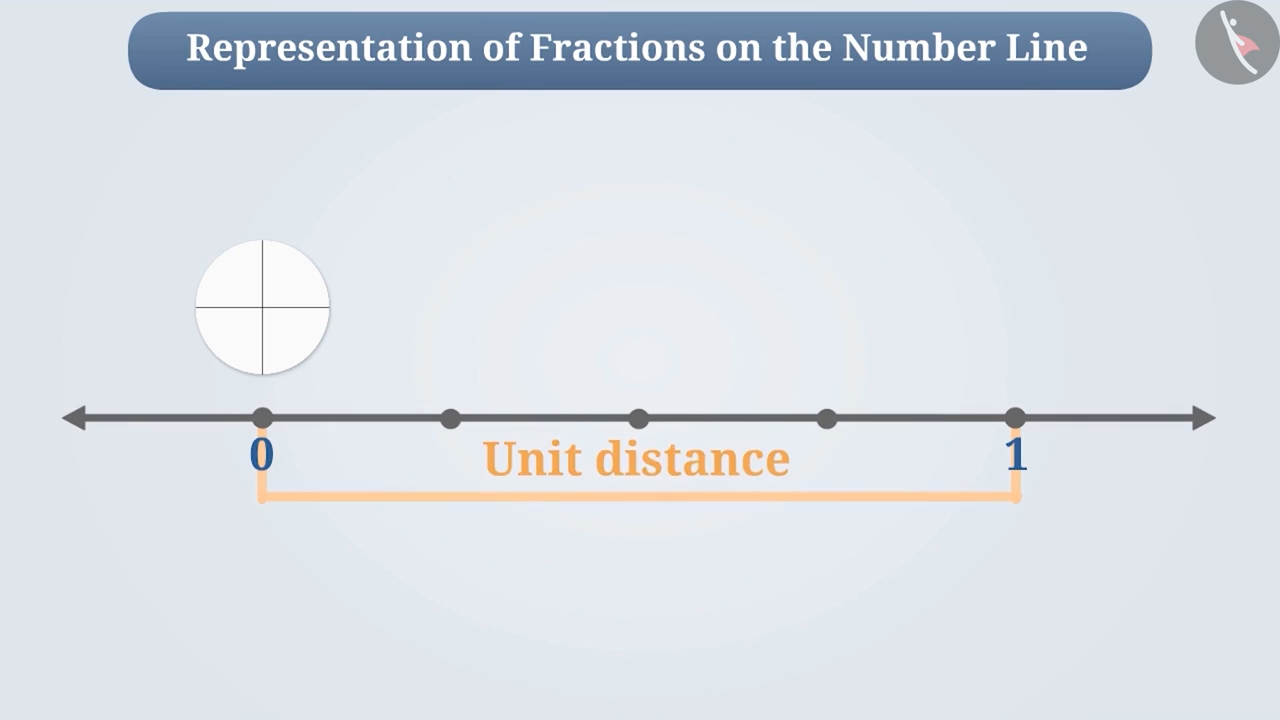 Representation of Fractions on the Number Line
0 Unit distance 1